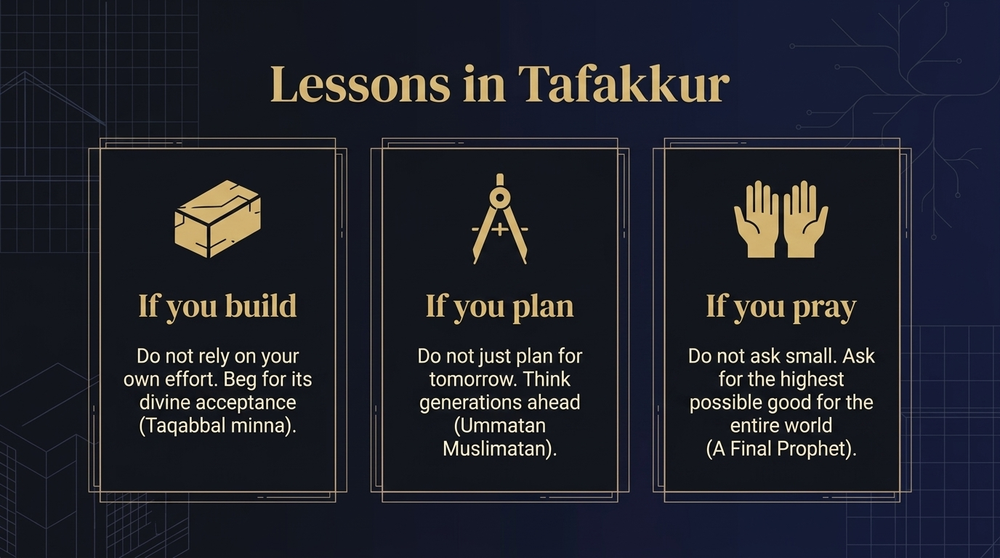 Lessons in Tafakkur
If you build
Do not rely on your
own effort. Beg for its
divine acceptance
(Taqabbal minna).
If you plan
Do not just plan for
tomorrow. Think
generations ahead
(Ummatan
Muslimatan).
If you pray
Do not ask small. Ask
for the highest
possible good for the
entire world
(A Final Prophet).